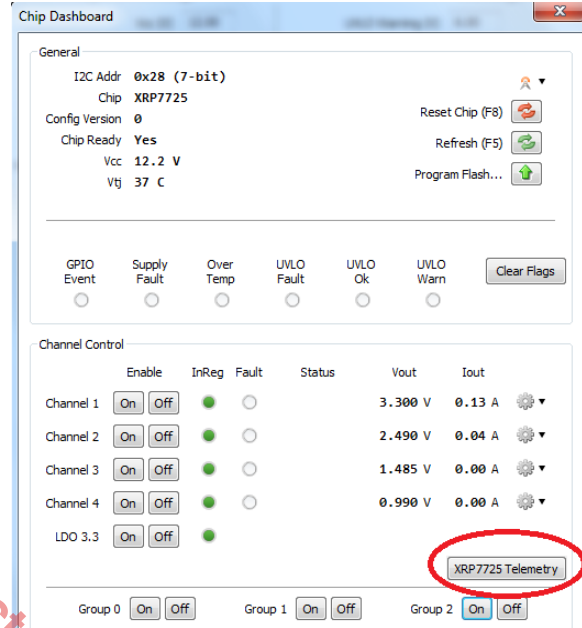 Chip Dashboard
General
I2C Addr 0x28 (7-bit)
Chip XRP7725
Config Version 0
Chip Ready Yes
Vcc 12.2 V
Vtj 37 C
Reset Chip (F8)
Refresh (F5)
Program Flash...
GPIO Event
Supply Fault
Over Temp
UVLO Fault
UVLO Ok
UVLO Warn
Clear Flags
Channel Control
Enable InReg Fault Status Vout Iout
Channel 1 On Off 3.300 V 0.13 A
Channel 2 On Off 2.490 V 0.04 A
Channel 3 On Off 1.485 V 0.00 A
Channel 4 On Off 0.990 V 0.00 A
LDO 3.3 On Off
XRP7725 Telemetry
Group 0 On Off Group 1 On Off Group 2 On Off